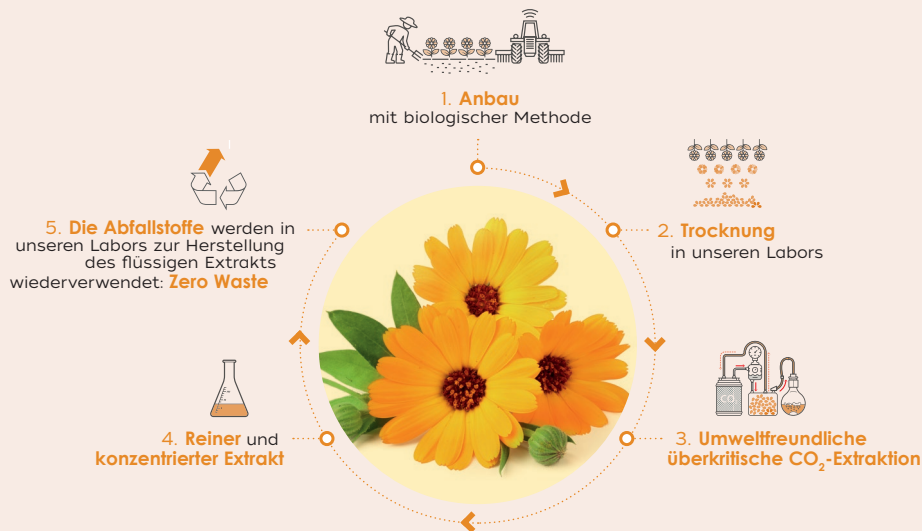 1. Anbau
mit biologischer Methode
2. Trocknung
in unseren Labors
CO₂
3. Umweltfreundliche
überkritische CO₂-Extraktion
4. Reiner und
konzentrierter Extrakt
5. Die Abfallstoffe werden in
unseren Labors zur Herstellung
des flüssigen Extrakts
wiederverwendet: Zero Waste